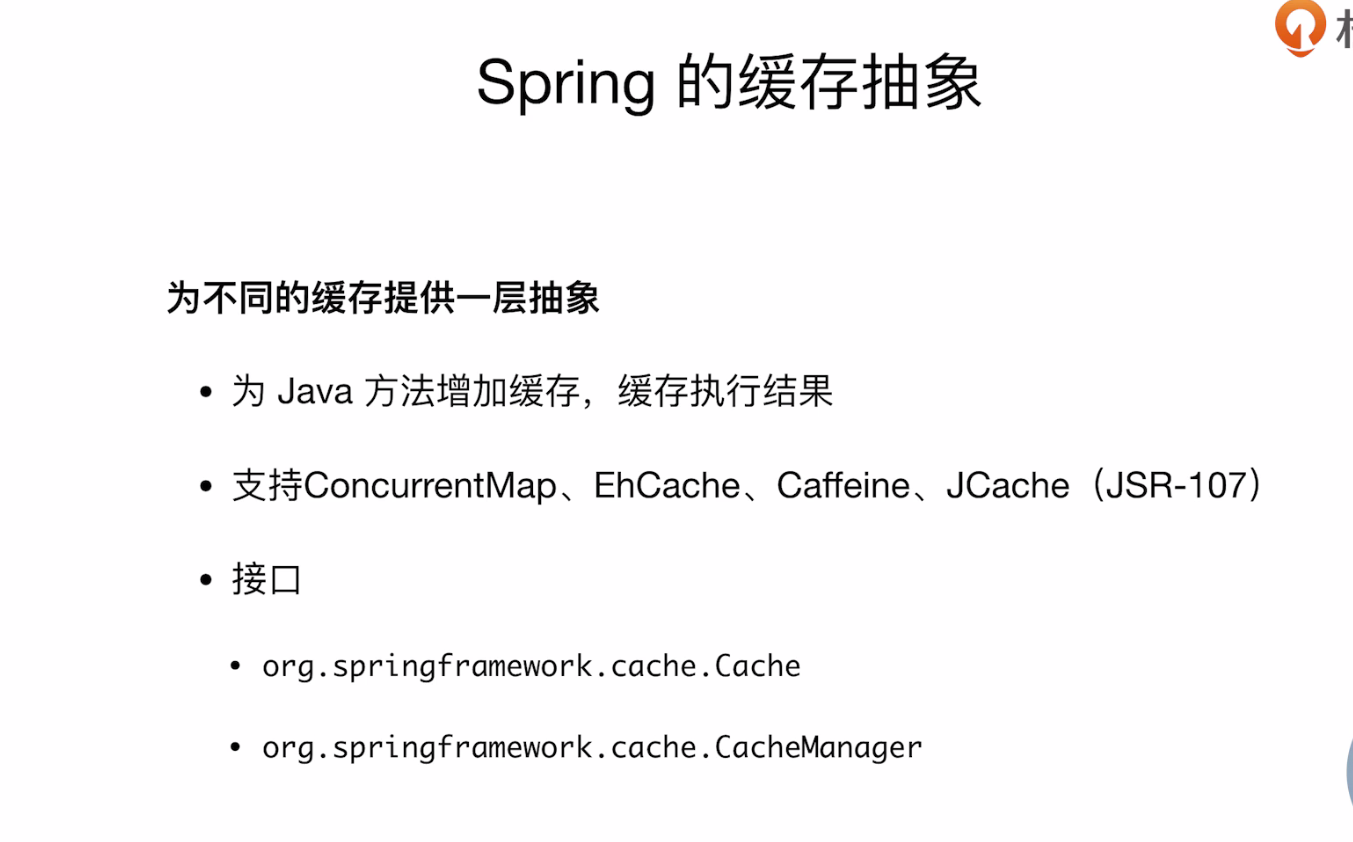 Spring 的缓存抽象
为不同的缓存提供一层抽象
• 为 Java 方法增加缓存，缓存执行结果
• 支持ConcurrentMap、EhCache、Caffeine、JCache（JSR-107）
• 接口
• org.springframework.cache.Cache
• org.springframework.cache.CacheManager